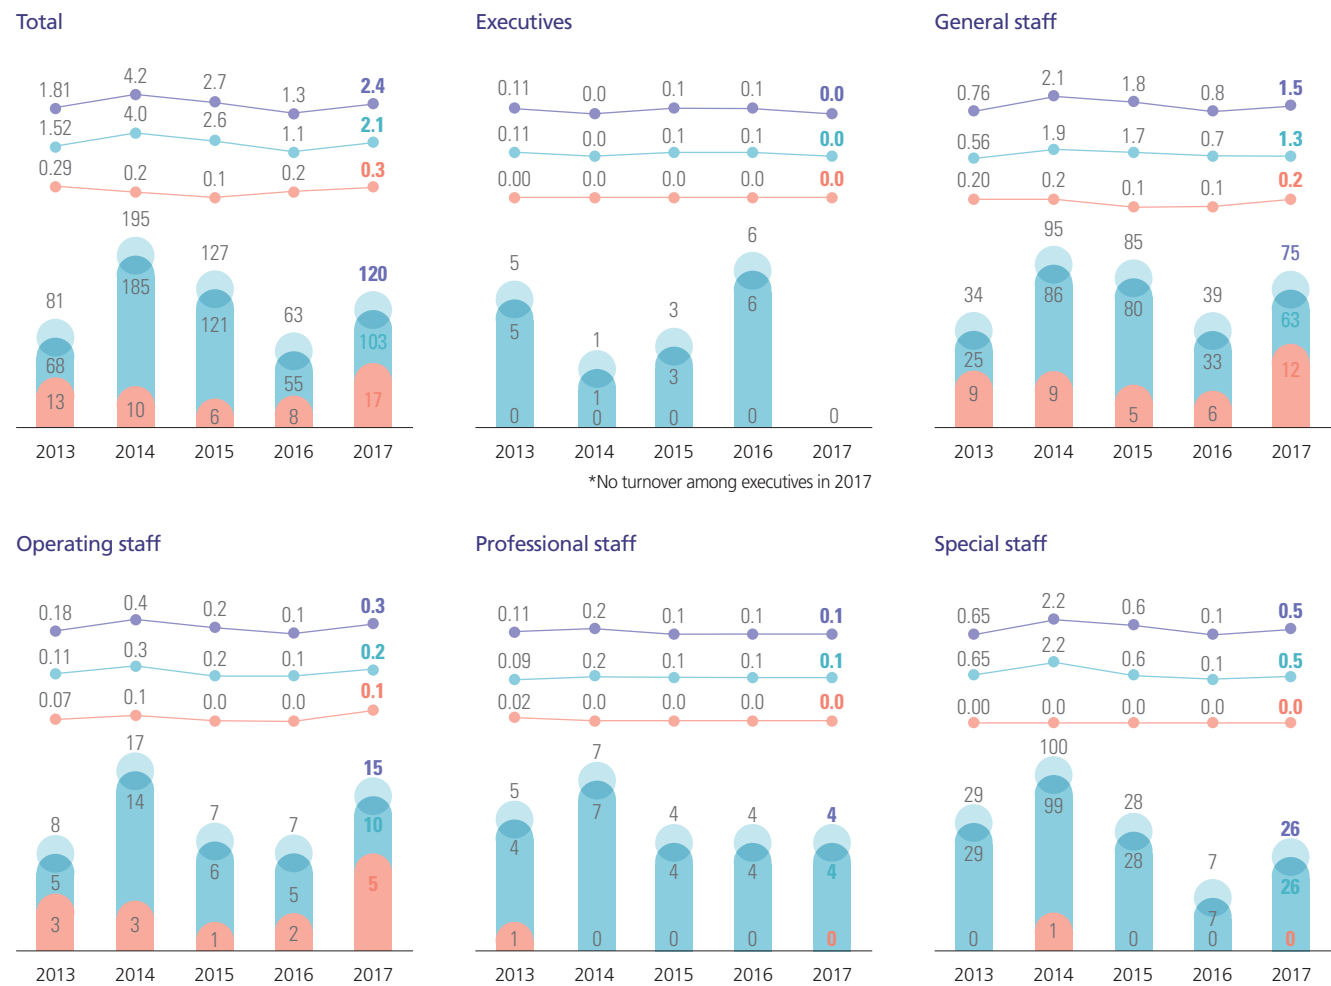 Total
1.81 4.2 2.7 1.3 2.4
1.52 4.0 2.6 1.1 2.1
0.29 0.2 0.1 0.2 0.3
81 195 127 63 120
68 185 121 55 103
13 10 6 8 17
2013 2014 2015 2016 2017
Executives
0.11 0.0 0.1 0.1 0.0
0.11 0.0 0.1 0.1 0.0
0.00 0.0 0.0 0.0 0.0
5 1 3 6
5 1 3 6
0 0 0 0 0
2013 2014 2015 2016 2017
*No turnover among executives in 2017
General staff
0.76 2.1 1.8 0.8 1.5
0.56 1.9 1.7 0.7 1.3
0.20 0.2 0.1 0.1 0.2
34 95 85 39 75
25 86 80 33 63
9 9 5 6 12
2013 2014 2015 2016 2017
Operating staff
0.18 0.4 0.2 0.1 0.3
0.11 0.3 0.2 0.1 0.2
0.07 0.1 0.0 0.0 0.1
8 17 7 7 15
5 14 6 5 10
3 3 1 2 5
2013 2014 2015 2016 2017
Professional staff
0.11 0.2 0.1 0.1 0.1
0.09 0.2 0.1 0.1 0.1
0.02 0.0 0.0 0.0 0.0
5 7 4 4 4
4 7 4 4 4
1 0 0 0 0
2013 2014 2015 2016 2017
Special staff
0.65 2.2 0.6 0.1 0.5
0.65 2.2 0.6 0.1 0.5
0.00 0.0 0.0 0.0 0.0
29 100 28 7 26
29 99 28 7 26
0 1 0 0 0
2013 2014 2015 2016 2017